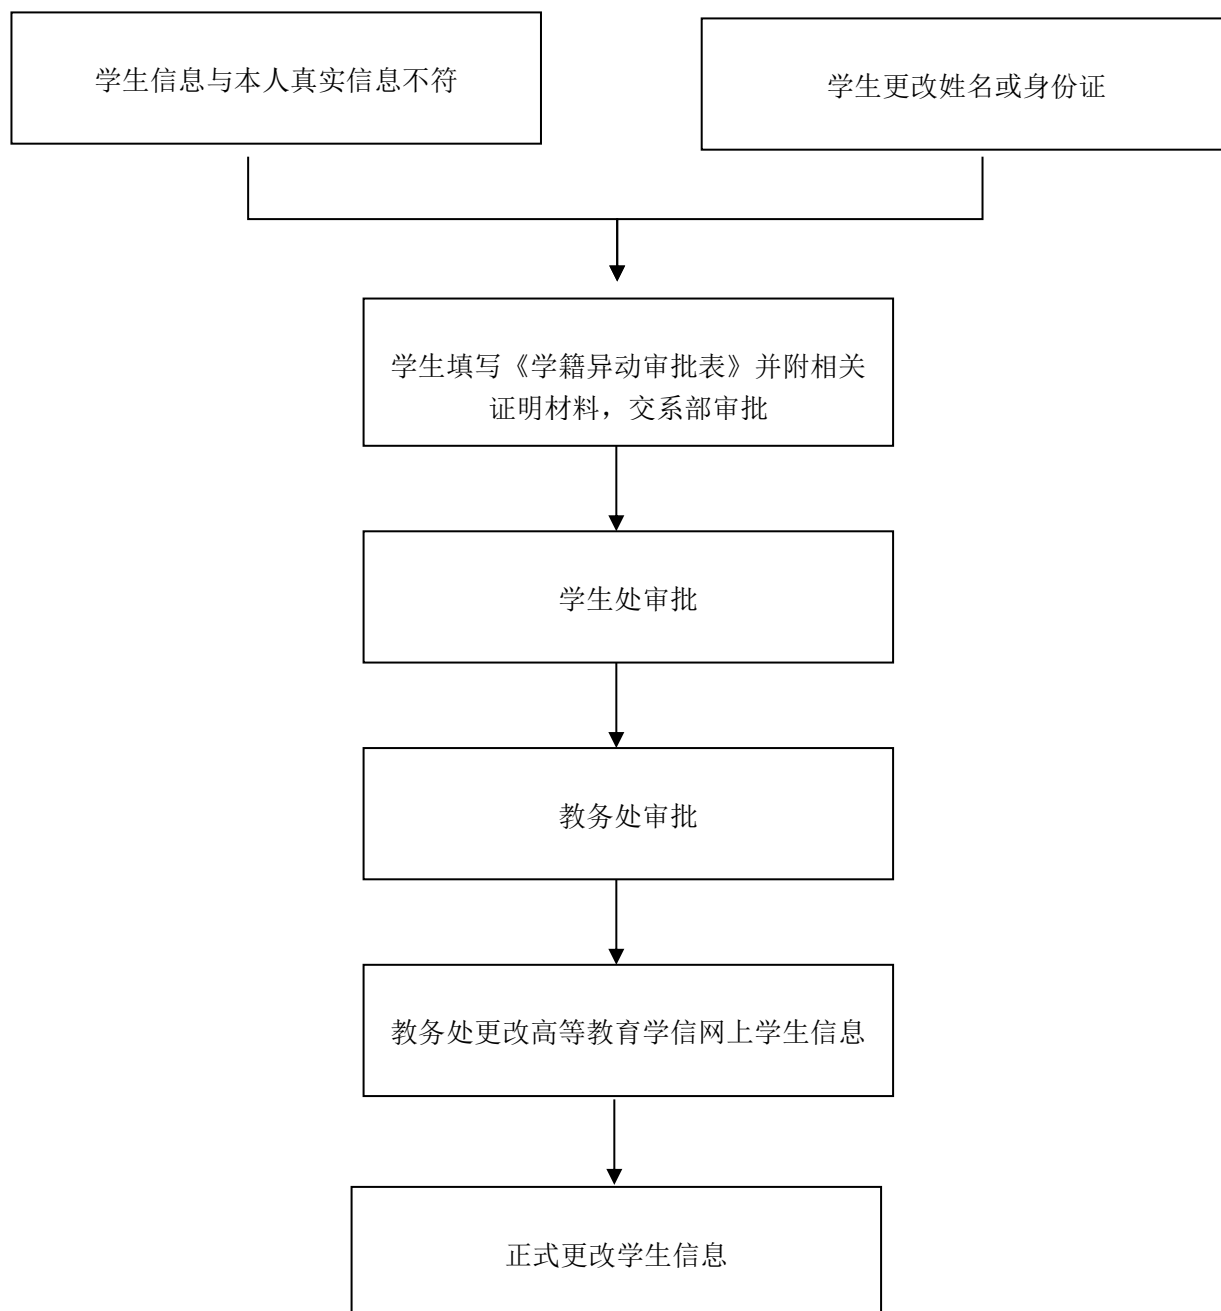 学生信息与本人真实信息不符
学生更改姓名或身份证
学生填写《学籍异动审批表》并附相关
证明材料，交系部审批
学生处审批
教务处审批
教务处更改高等教育学信网上学生信息
正式更改学生信息